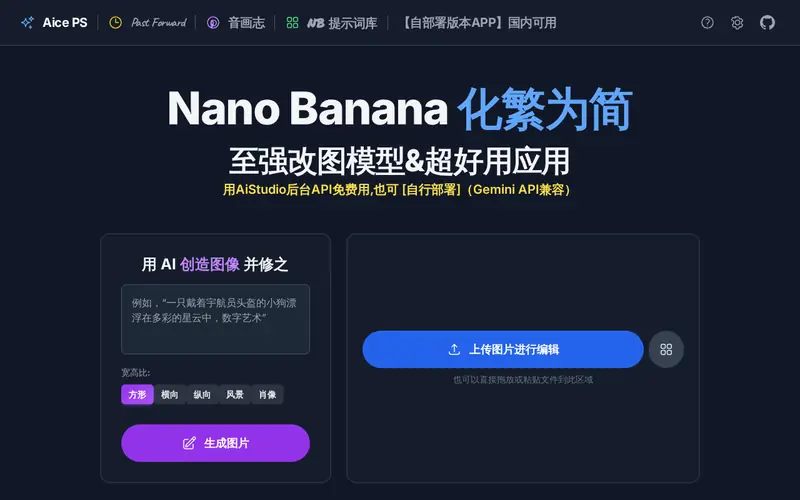 Aice PS
Past Forward
音画志
NB 提示词库
【自部署版本APP】国内可用
Nano Banana 化繁为简
至强改图模型&超好用应用
用AiStudio后台API免费用,也可 [自行部署]（Gemini API兼容）
用 AI 创造图像 并修之
例如，“一只戴着宇航员头盔的小狗漂
浮在多彩的星云中，数字艺术”
宽高比:
方形 横向 纵向 风景 肖像
生成图片
上传图片进行编辑
也可以直接拖放或粘贴文件到此区域